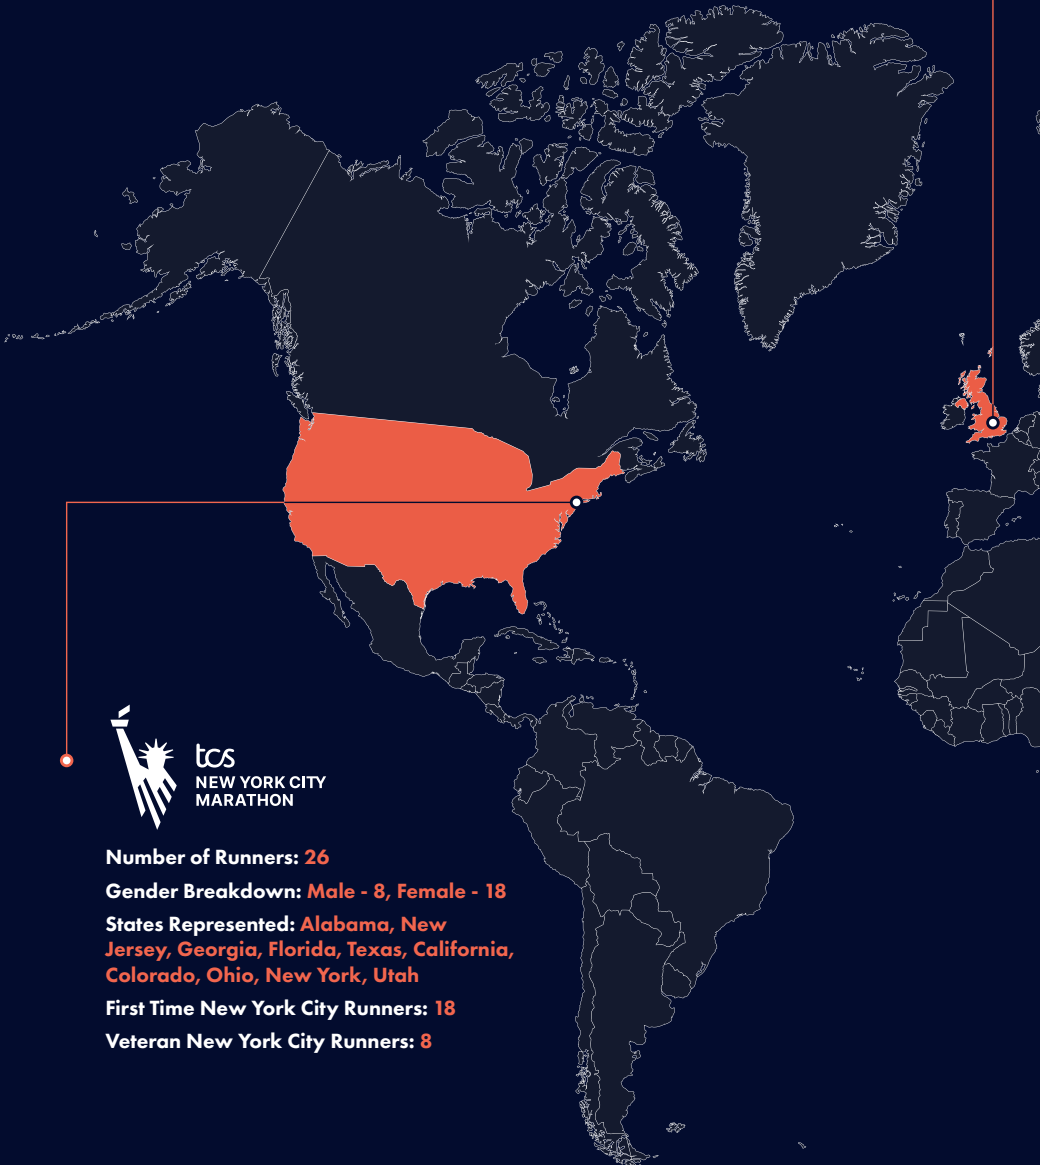 tcs
NEW YORK CITY
MARATHON
Number of Runners: 26
Gender Breakdown: Male - 8, Female - 18
States Represented: Alabama, New
Jersey, Georgia, Florida, Texas, California,
Colorado, Ohio, New York, Utah
First Time New York City Runners: 18
Veteran New York City Runners: 8